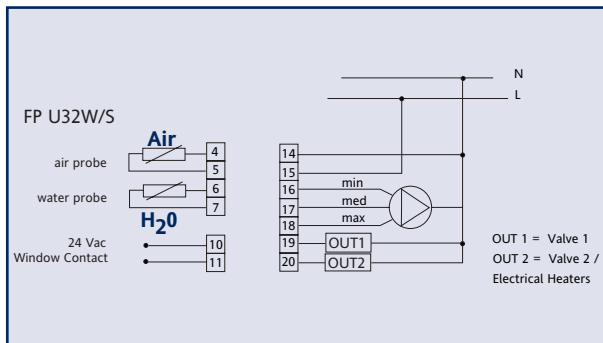 N
L
FP U32W/S
Air
air probe
4
5
water probe
6
7
H20
24 Vac
Window Contact
10
11
14
15
16
17
18
19
20
min
med
max
OUT1
OUT2
OUT 1 = Valve 1
OUT 2 = Valve 2 /
Electrical Heaters